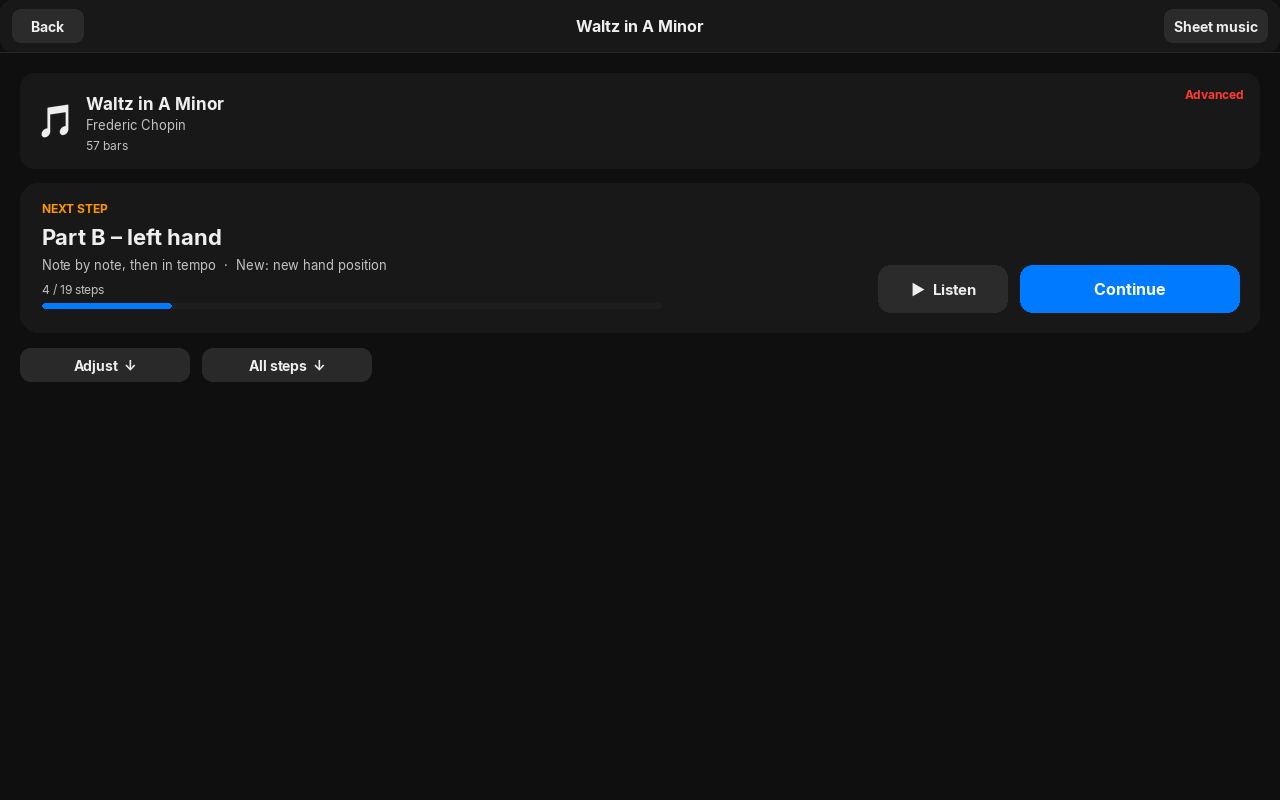 Back
Waltz in A Minor
Sheet music
Waltz in A Minor
Advanced
Frederic Chopin
57 bars
NEXT STEP
Part B – left hand
Note by note, then in tempo · New: new hand position
4 / 19 steps
▶ Listen
Continue
Adjust ↓
All steps ↓